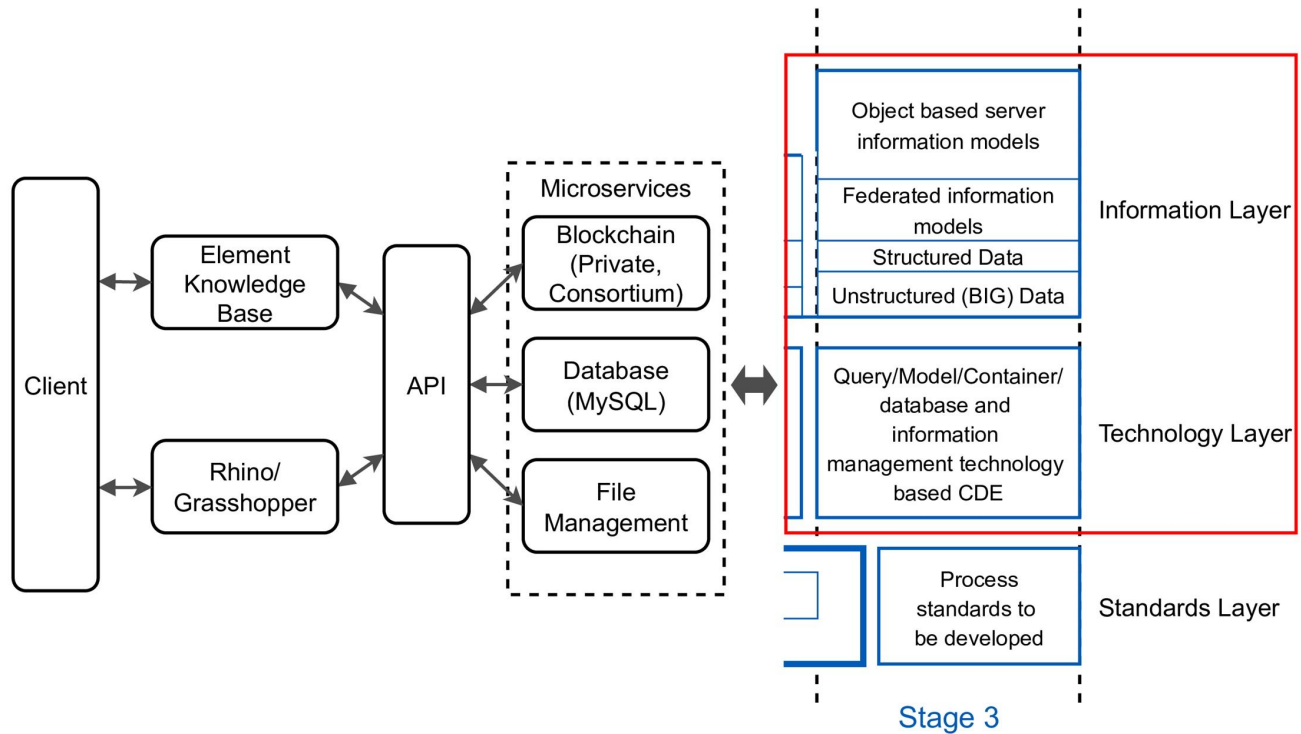 Client
Element
Knowledge
Base
Rhino/
Grasshopper
API
Microservices
Blockchain
(Private,
Consortium)
Database
(MySQL)
File
Management
Object based server
information models
Federated information
models
Structured Data
Unstructured (BIG) Data
Information Layer
Query/Model/Container/
database and
information
management technology
based CDE
Technology Layer
Process
standards to
be developed
Standards Layer
Stage 3